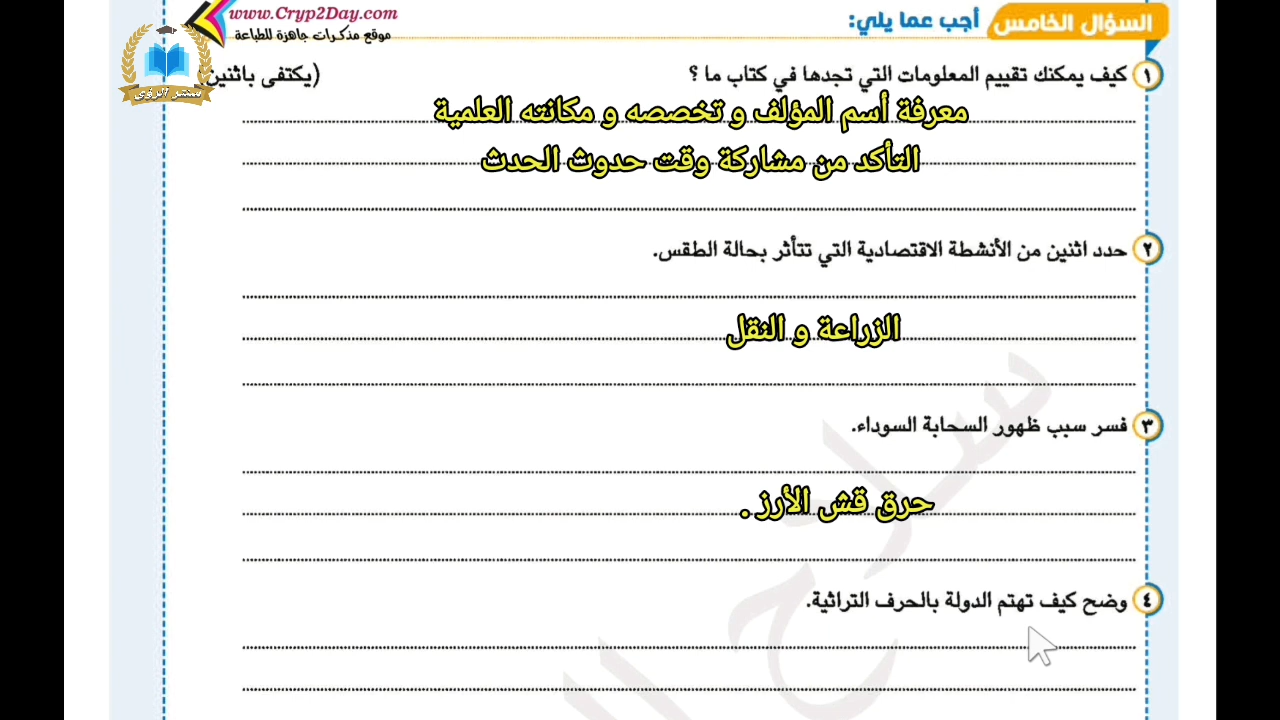 www.Cryp2Day.com
موقع مذكرات جاهزة للطباعة
السؤال الخامس أجب عما يلي:
١ كيف يمكنك تقييم المعلومات التي تجدها في كتاب ما ؟ (يكتفى باثنين
معرفة أسم المؤلف و تخصصه و مكانته العلمية
التأكد من مشاركة وقت حدوث الحدث
٢ حدد اثنين من الأنشطة الاقتصادية التي تتأثر بحالة الطقس.
الزراعة و النقل
٣ فسر سبب ظهور السحابة السوداء.
حرق قش الأرز .
٤ وضح كيف تهتم الدولة بالحرف التراثية.
سلاح